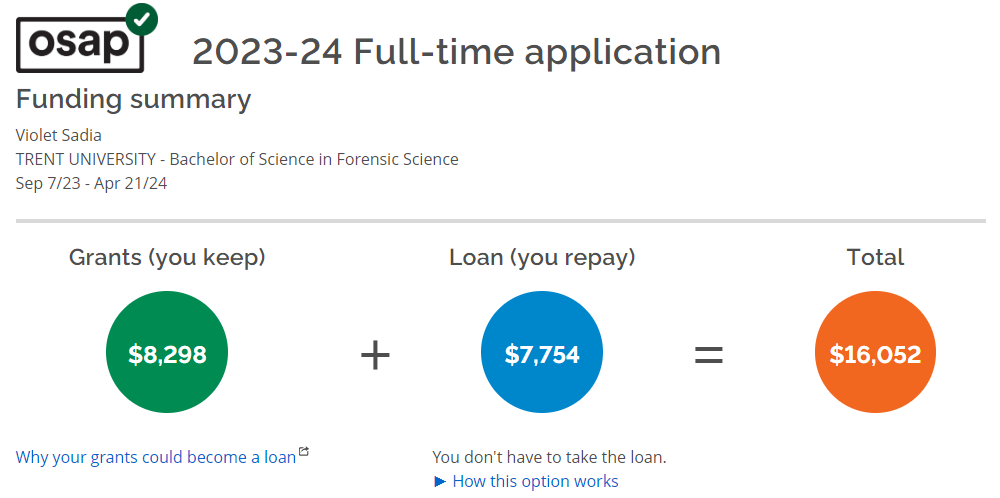 osap
2023-24 Full-time application
Funding summary
Violet Sadia
TRENT UNIVERSITY - Bachelor of Science in Forensic Science
Sep 7/23 - Apr 21/24
Grants (you keep) Loan (you repay) Total
$8,298 + $7,754 = $16,052
Why your grants could become a loan You don't have to take the loan.
► How this option works